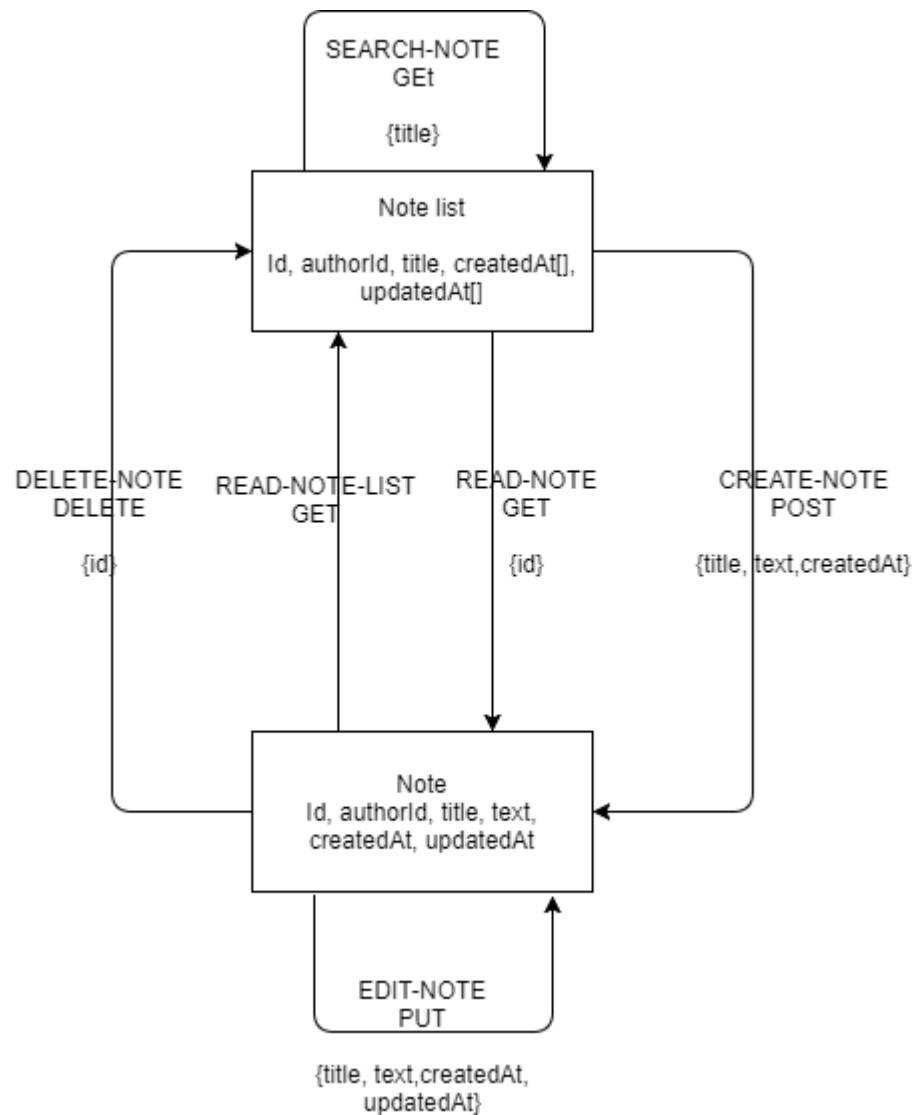 SEARCH-NOTE
GEt
{title}
Note list
Id, authorId, title, createdAt[],
updatedAt[]
DELETE-NOTE
DELETE
{id}
READ-NOTE-LIST
GET
READ-NOTE
GET
{id}
CREATE-NOTE
POST
{title, text,createdAt}
Note
Id, authorId, title, text,
createdAt, updatedAt
EDIT-NOTE
PUT
{title, text,createdAt,
updatedAt}